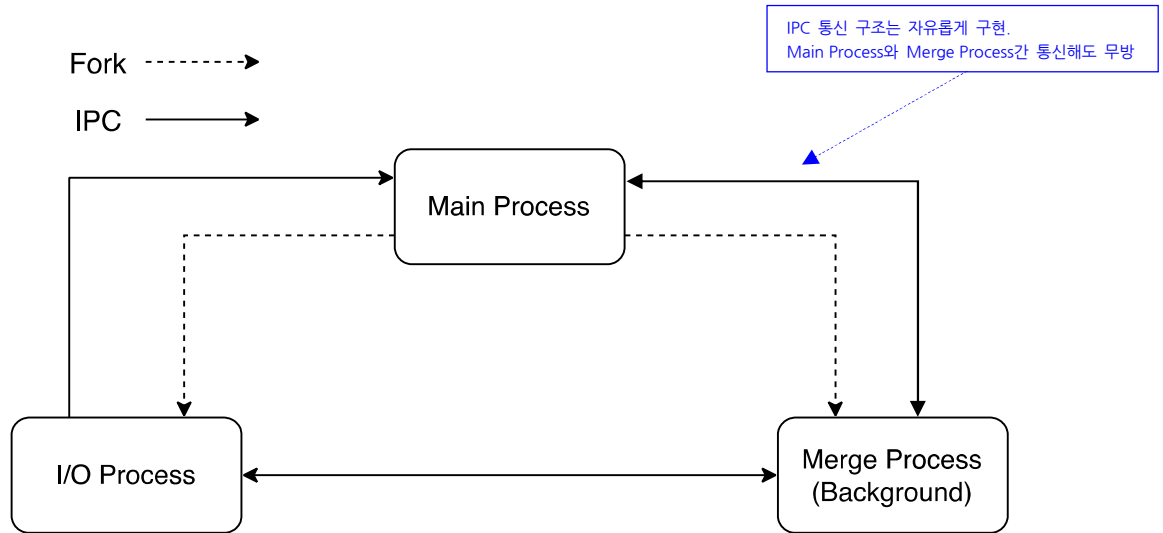 IPC 통신 구조는 자유롭게 구현.
Main Process와 Merge Process간 통신해도 무방
Fork
IPC
Main Process
I/O Process
Merge Process
(Background)